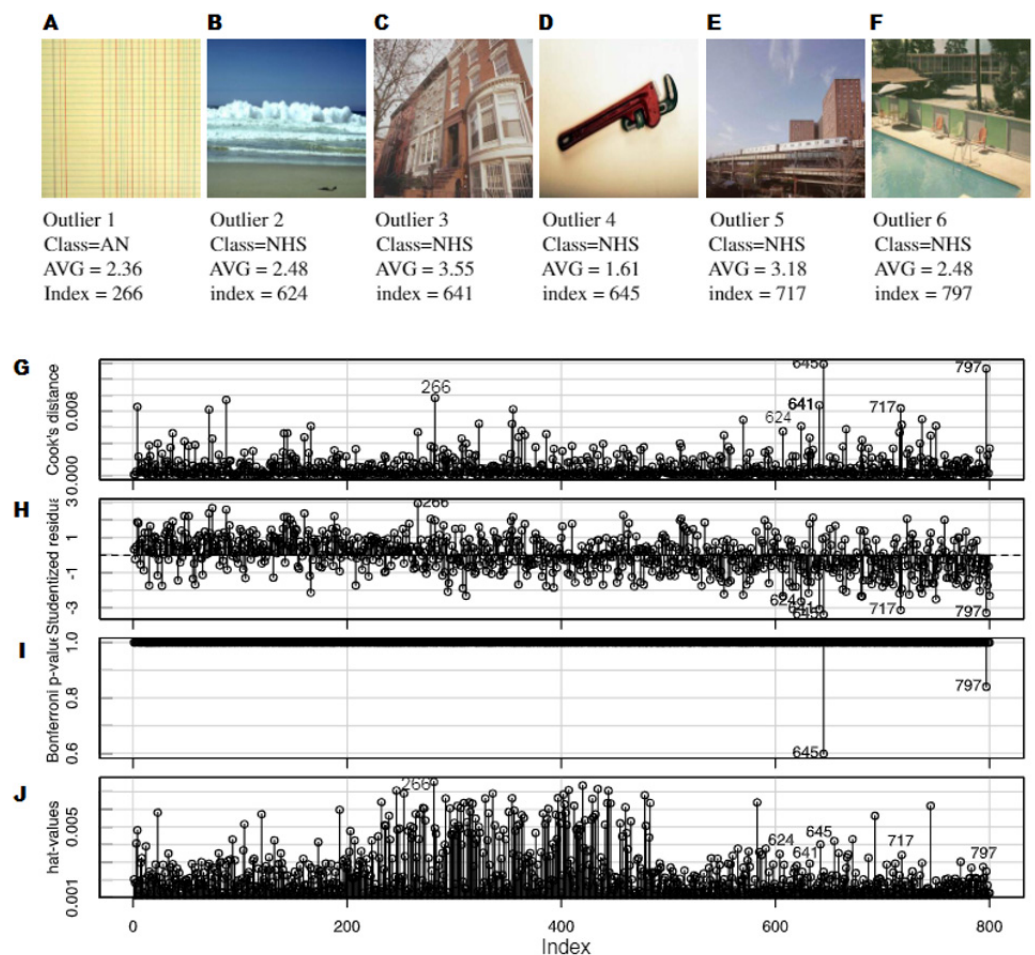 A B C D E F
Outlier 1
Class=AN
AVG = 2.36
Index = 266
Outlier 2
Class=NHS
AVG = 2.48
index = 624
Outlier 3
Class=NHS
AVG = 3.55
index = 641
Outlier 4
Class=NHS
AVG = 1.61
index = 645
Outlier 5
Class=NHS
AVG = 3.18
index = 717
Outlier 6
Class=NHS
AVG = 2.48
index = 797
G
Cook's distance
0.008
0.000
266
624
641
645
717
797
H
Studentized residua
3
1
-1
-3
266
624
641
645
717
797
I
Bonferroni p-value
1.0
0.8
0.6
645
797
J
hat-values
0.005
0.001
266
624
641
645
717
797
0 200 400 600 800
Index